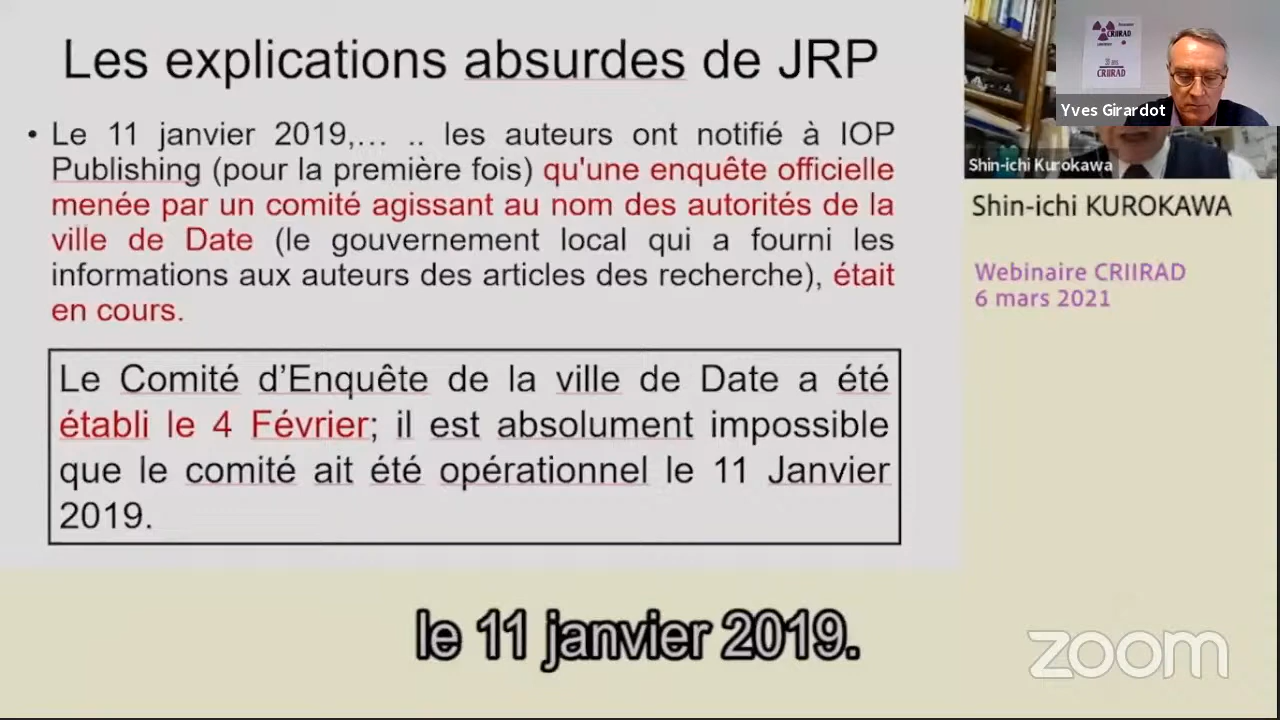 Les explications absurdes de JRP
• Le 11 janvier 2019,… .. les auteurs ont notifié à IOP
Publishing (pour la première fois) qu'une enquête officielle
menée par un comité agissant au nom des autorités de la
ville de Date (le gouvernement local qui a fourni les
informations aux auteurs des articles des recherche), était
en cours.
Le Comité d’Enquête de la ville de Date a été
établi le 4 Février; il est absolument impossible
que le comité ait été opérationnel le 11 Janvier
2019.
le 11 janvier 2019.
CRIIRAD
CRIIRAD
Yves Girardot
Shin-ichi Kurokawa
Shin-ichi KUROKAWA
Webinaire CRIIRAD
6 mars 2021
zoom